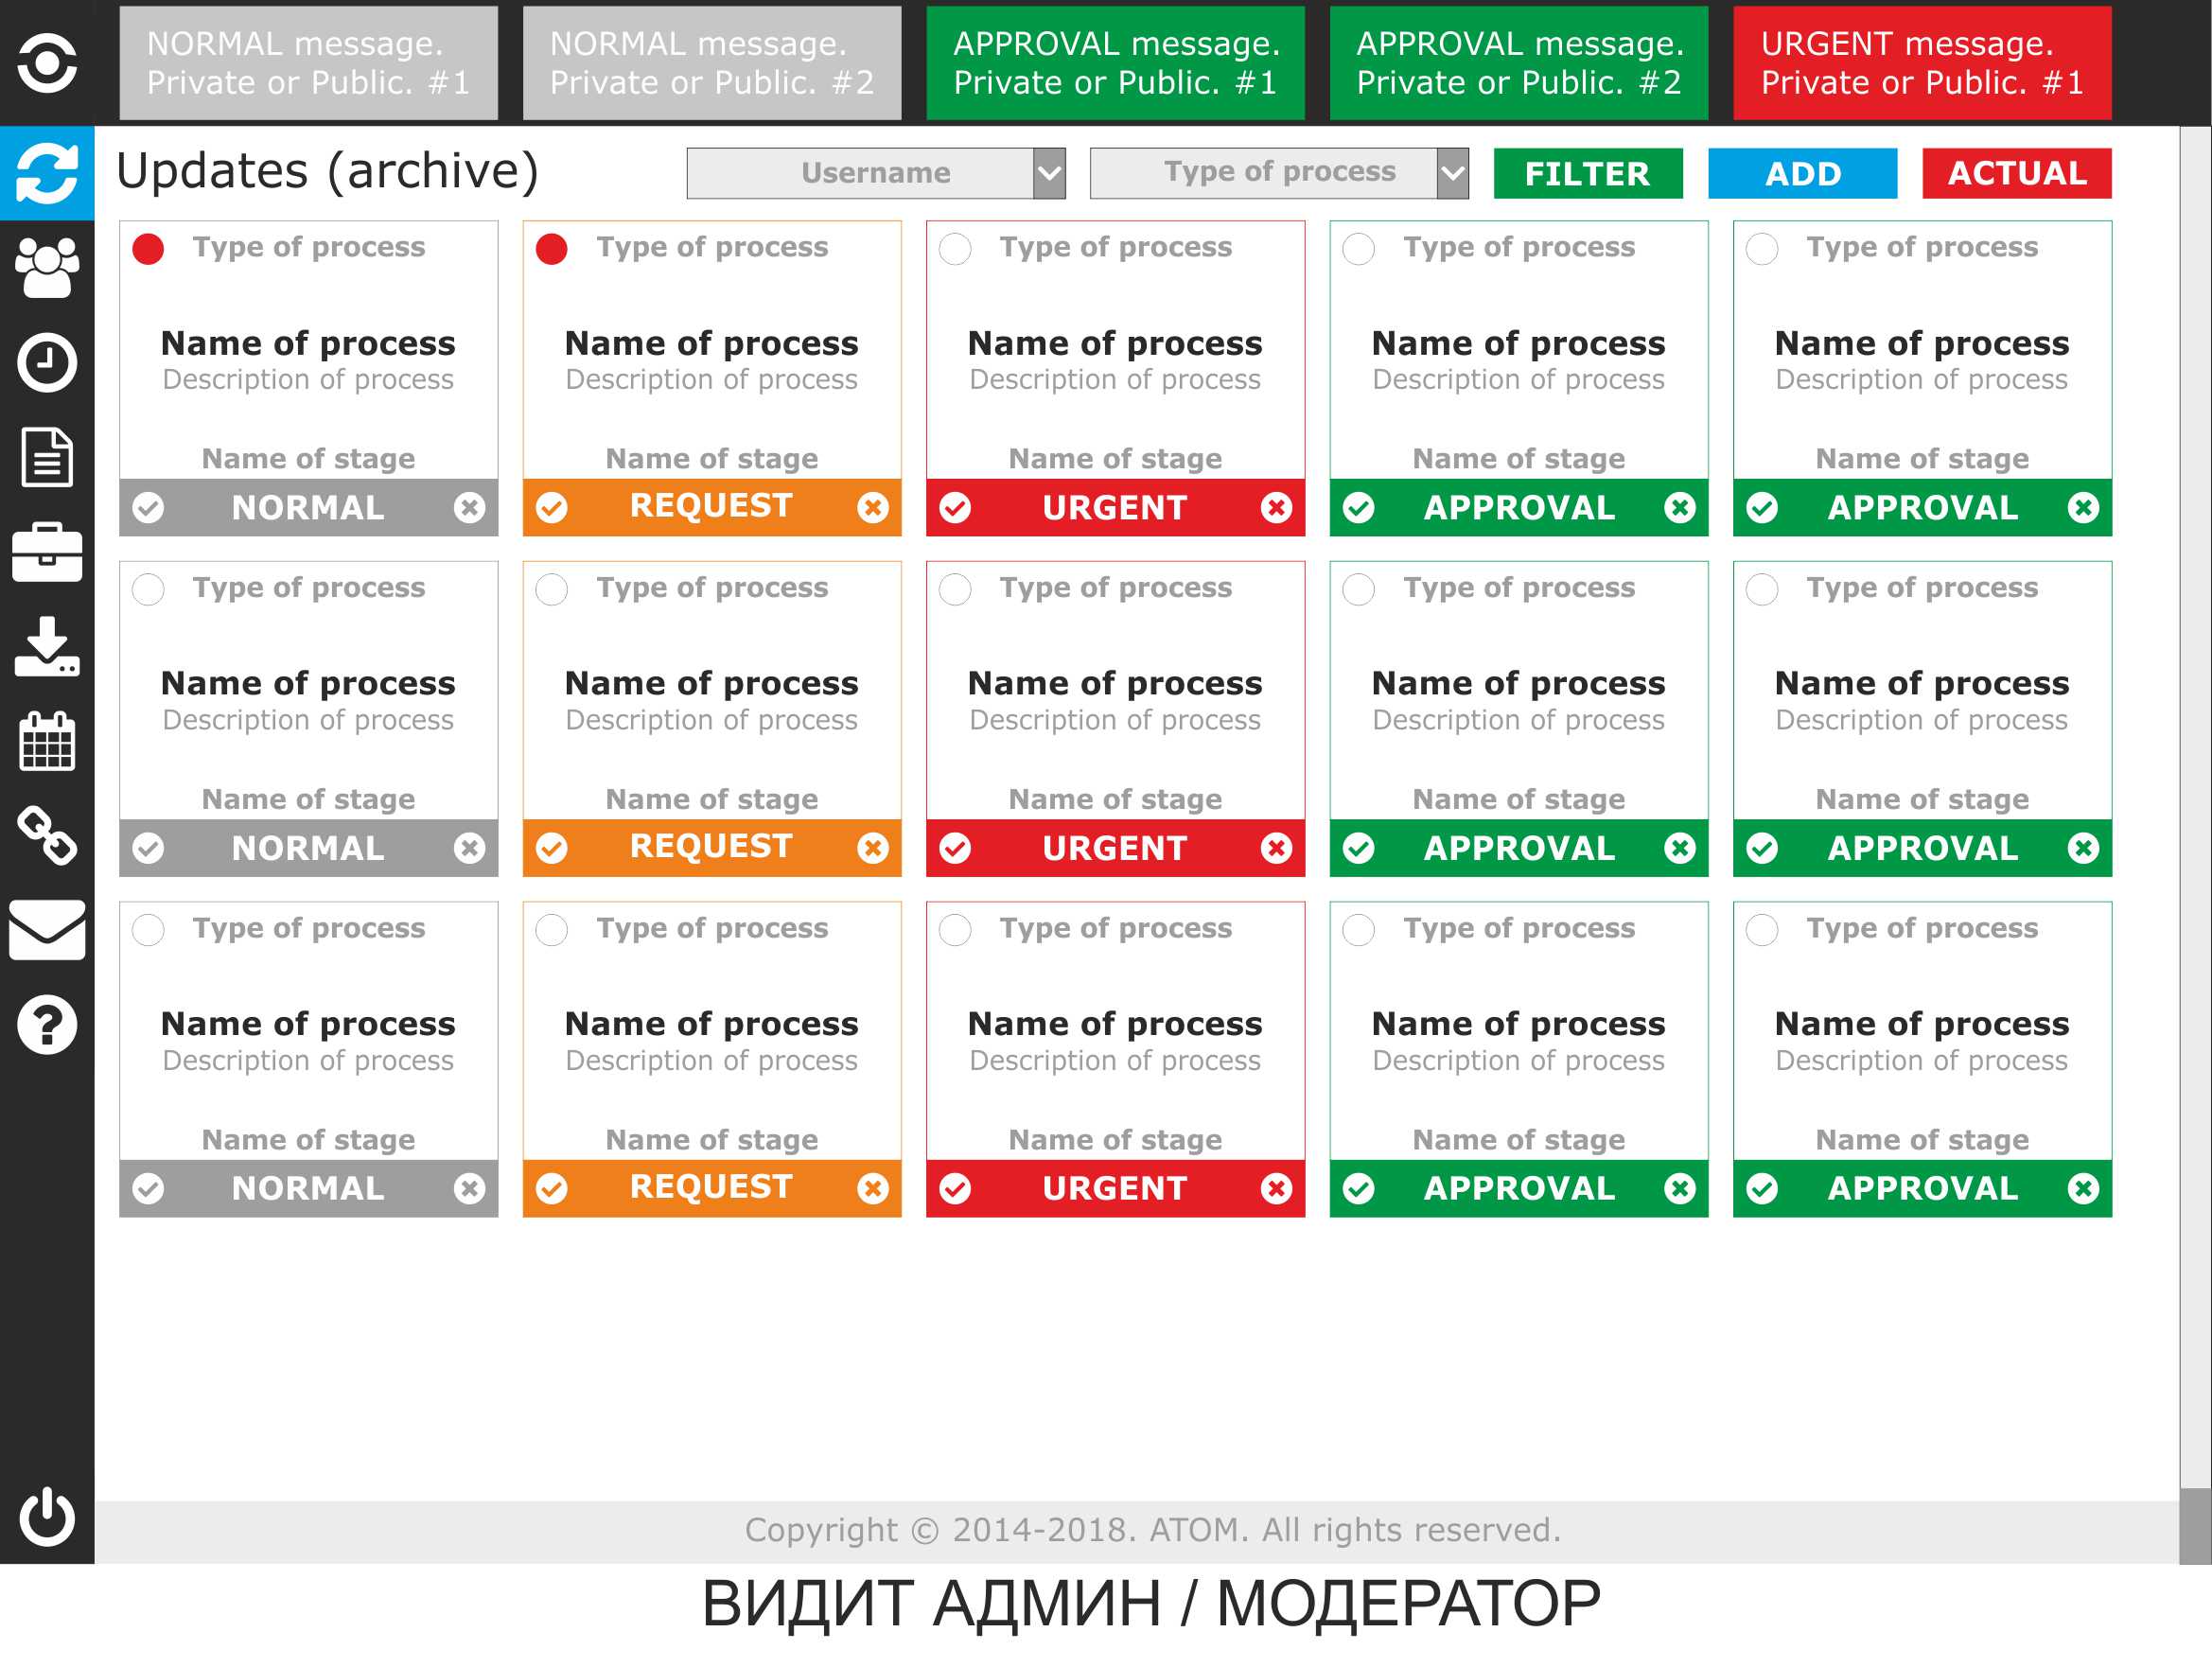 NORMAL message.
Private or Public. #1
NORMAL message.
Private or Public. #2
APPROVAL message.
Private or Public. #1
APPROVAL message.
Private or Public. #2
URGENT message.
Private or Public. #1
Updates (archive)
Username
Type of process
FILTER
ADD
ACTUAL
Type of process
Name of process
Description of process
Name of stage
NORMAL
Type of process
Name of process
Description of process
Name of stage
REQUEST
Type of process
Name of process
Description of process
Name of stage
URGENT
Type of process
Name of process
Description of process
Name of stage
APPROVAL
Type of process
Name of process
Description of process
Name of stage
APPROVAL
Type of process
Name of process
Description of process
Name of stage
NORMAL
Type of process
Name of process
Description of process
Name of stage
REQUEST
Type of process
Name of process
Description of process
Name of stage
URGENT
Type of process
Name of process
Description of process
Name of stage
APPROVAL
Type of process
Name of process
Description of process
Name of stage
APPROVAL
Type of process
Name of process
Description of process
Name of stage
NORMAL
Type of process
Name of process
Description of process
Name of stage
REQUEST
Type of process
Name of process
Description of process
Name of stage
URGENT
Type of process
Name of process
Description of process
Name of stage
APPROVAL
Type of process
Name of process
Description of process
Name of stage
APPROVAL
Copyright © 2014-2018. ATOM. All rights reserved.
ВИДИТ АДМИН / МОДЕРАТОР